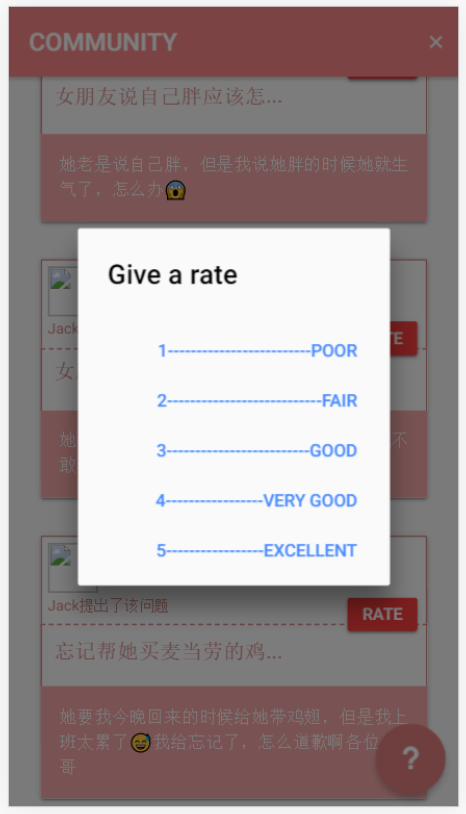 COMMUNITY ×
女朋友说自己胖应该怎...
她老是说自己胖，但是我说她胖的时候她就生
气了，怎么办😱
Give a rate
1-------------------------POOR
2---------------------------FAIR
3-------------------------GOOD
4-----------------VERY GOOD
5-----------------EXCELLENT
Jack
TE
女
她 不
敢
Jack提出了该问题
RATE
忘记帮她买麦当劳的鸡...
她要我今晚回来的时候给她带鸡翅，但是我上
班太累了😅我给忘记了，怎么道歉啊各位
哥
?